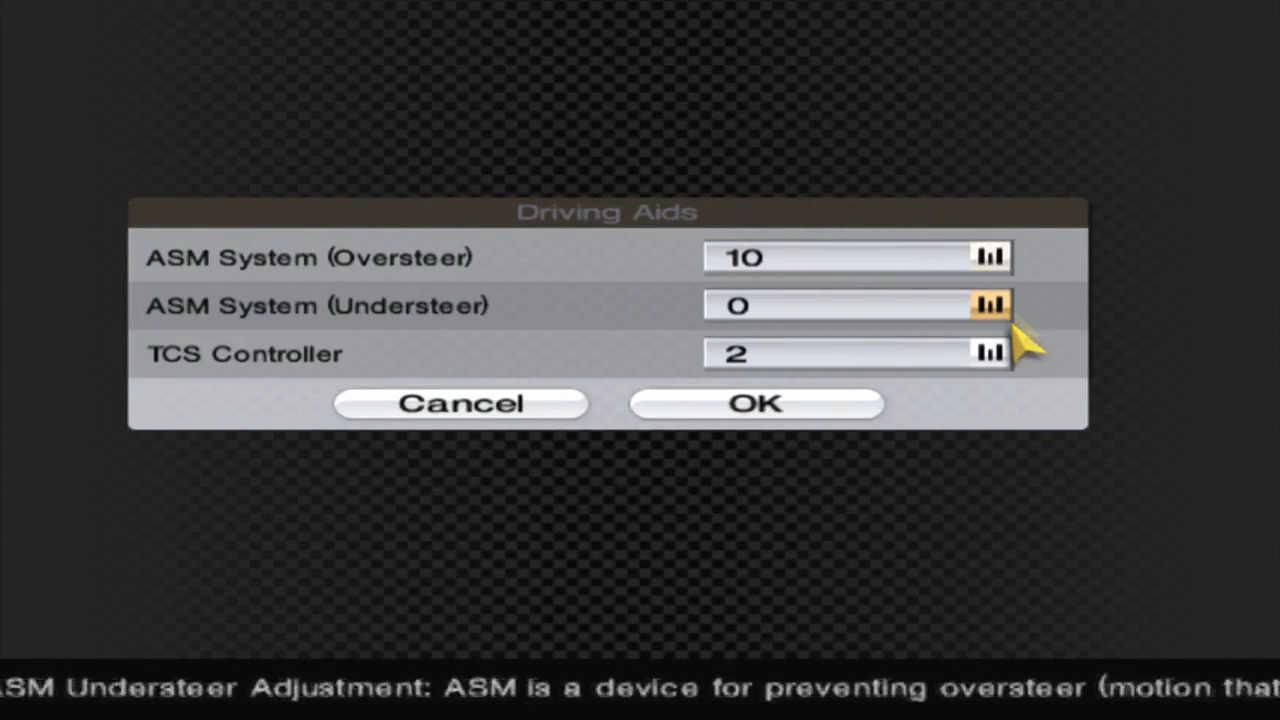 Driving Aids
ASM System (Oversteer) 10
ASM System (Understeer) 0
TCS Controller 2
Cancel OK
ASM Understeer Adjustment: ASM is a device for preventing oversteer (motion that